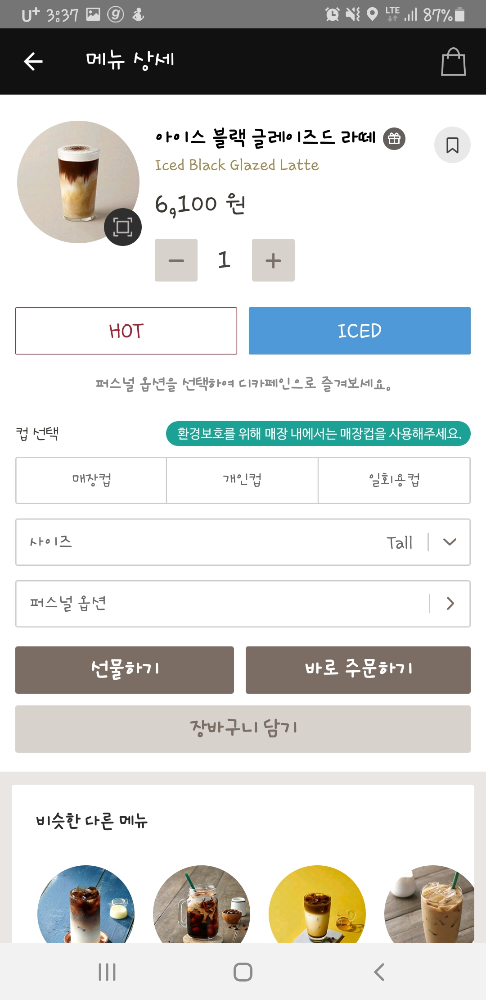 U+ 3:37 LTE 87%
메뉴 상세
아이스 블랙 글레이즈드 라떼
Iced Black Glazed Latte
6,100 원
1
HOT ICED
퍼스널 옵션을 선택하여 디카페인으로 즐겨보세요.
컵 선택 환경보호를 위해 매장 내에서는 매장컵을 사용해주세요.
매장컵 개인컵 일회용컵
사이즈 Tall
퍼스널 옵션
선물하기 바로 주문하기
장바구니 담기
비슷한 다른 메뉴